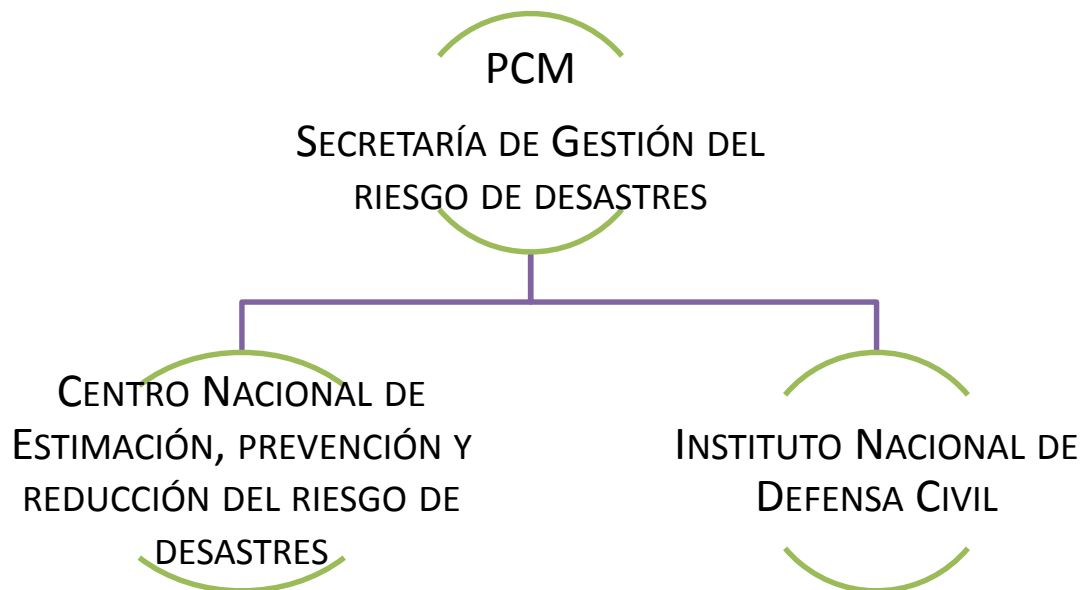 PCM
SECRETARÍA DE GESTIÓN DEL
RIESGO DE DESASTRES
CENTRO NACIONAL DE
ESTIMACIÓN, PREVENCIÓN Y
REDUCCIÓN DEL RIESGO DE
DESASTRES
INSTITUTO NACIONAL DE
DEFENSA CIVIL